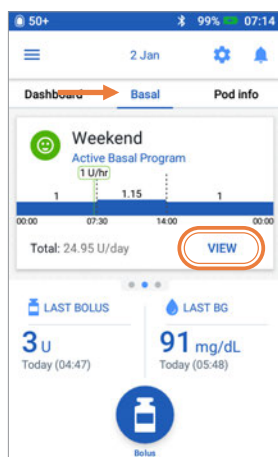 50+ 99% 07:14
2 Jan
Dashboard Basal Pod info
Weekend
Active Basal Program
1 U/hr
1 1.15 1
00:00 07:30 14:00 00:00
Total: 24.95 U/day VIEW
LAST BOLUS LAST BG
3 U 91 mg/dL
Today (04:47) Today (05:48)
Bolus